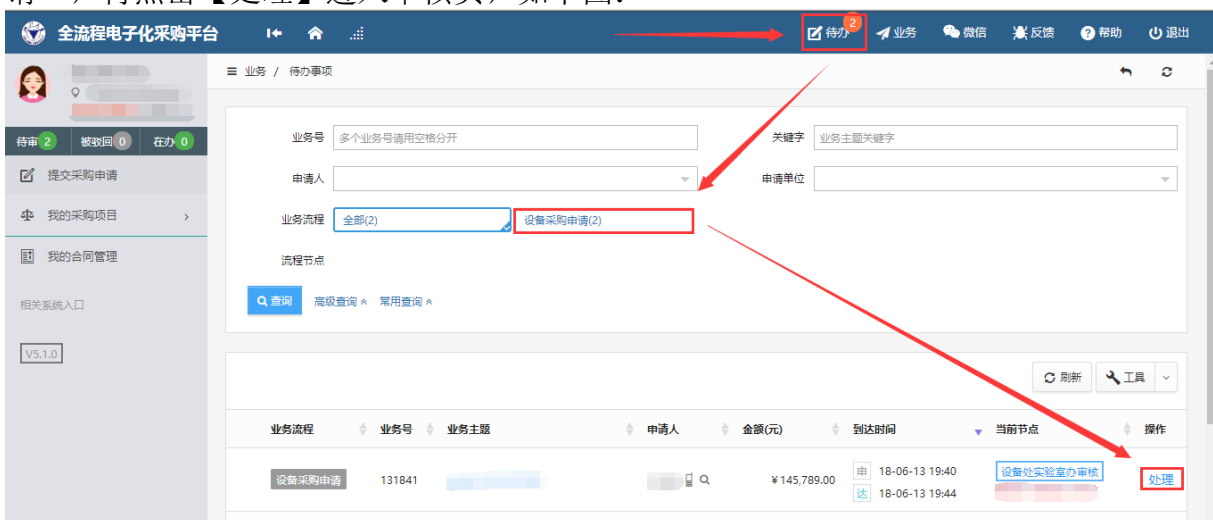 全流程电子化采购平台 待办 2 业务 微信 反馈 帮助 退出
业务 / 待办事项
待审 2 被驳回 0 在办 0
业务号 多个业务号请用空格分开 关键字 业务主题关键字
提交采购申请
申请人 申请单位
我的采购项目
业务流程 全部(2) 设备采购申请(2)
我的合同管理
流程节点
相关系统入口
查询 高级查询 常用查询
V5.1.0
刷新 工具
业务流程 业务号 业务主题 申请人 金额(元) 到达时间 当前节点 操作
设备采购申请 131841 ¥145,789.00 申 18-06-13 19:40 设备处实验室办审核 处理
达 18-06-13 19:44